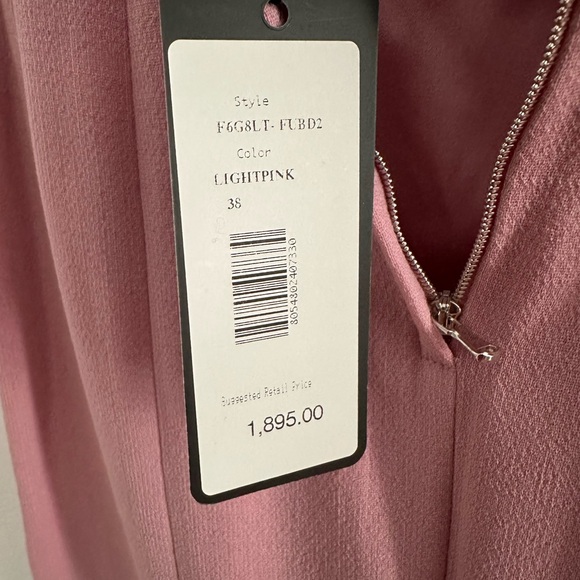 Style
F6G8LT- FUBD2
Color
LIGHTPINK
38
8054802407330
Suggested Retail Price
1,895.00